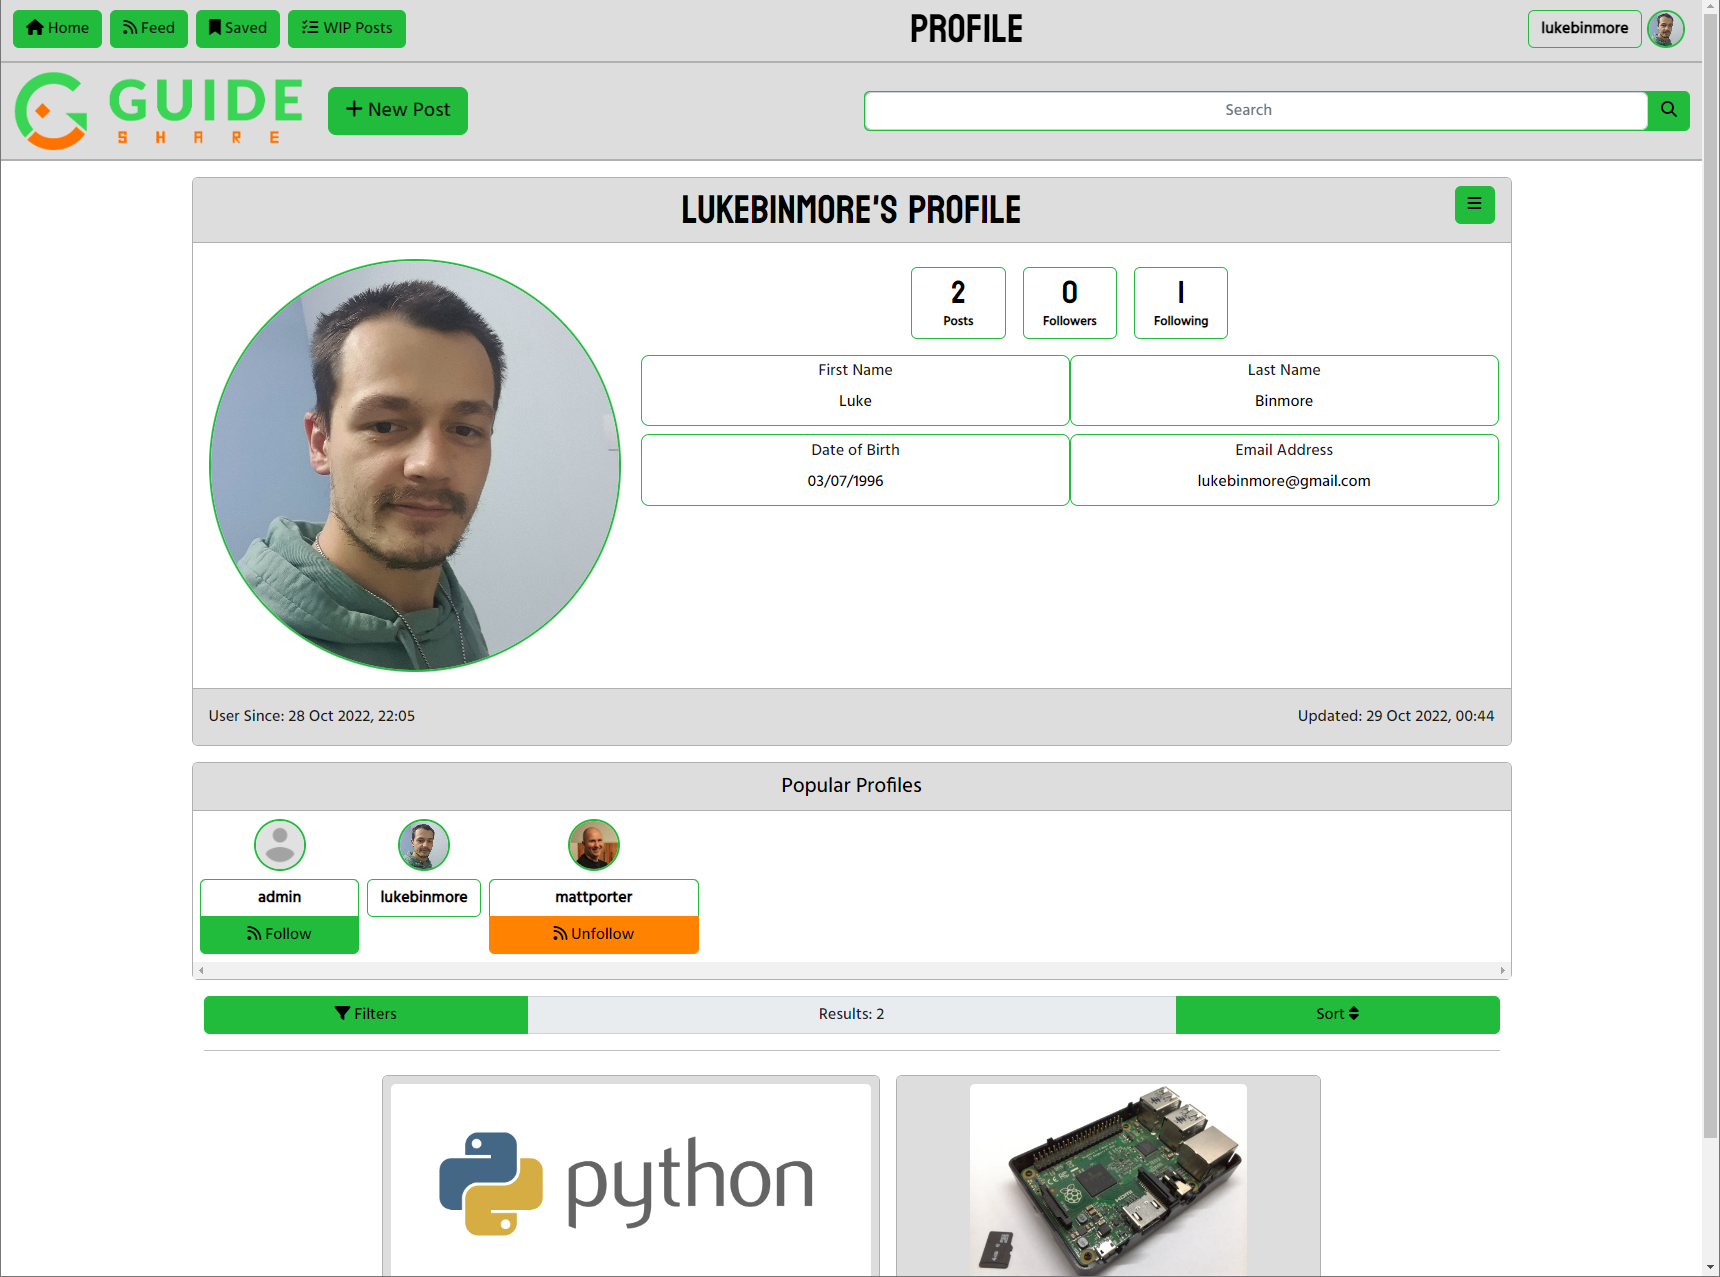 Home Feed Saved WIP Posts PROFILE lukebinmore
GUIDE
SHARE
New Post Search
LUKEBINMORE'S PROFILE
2 0 1
Posts Followers Following
First Name Last Name
Luke Binmore
Date of Birth Email Address
03/07/1996 lukebinmore@gmail.com
User Since: 28 Oct 2022, 22:05 Updated: 29 Oct 2022, 00:44
Popular Profiles
admin lukebinmore mattporter
Follow Unfollow
Filters Results: 2 Sort
python